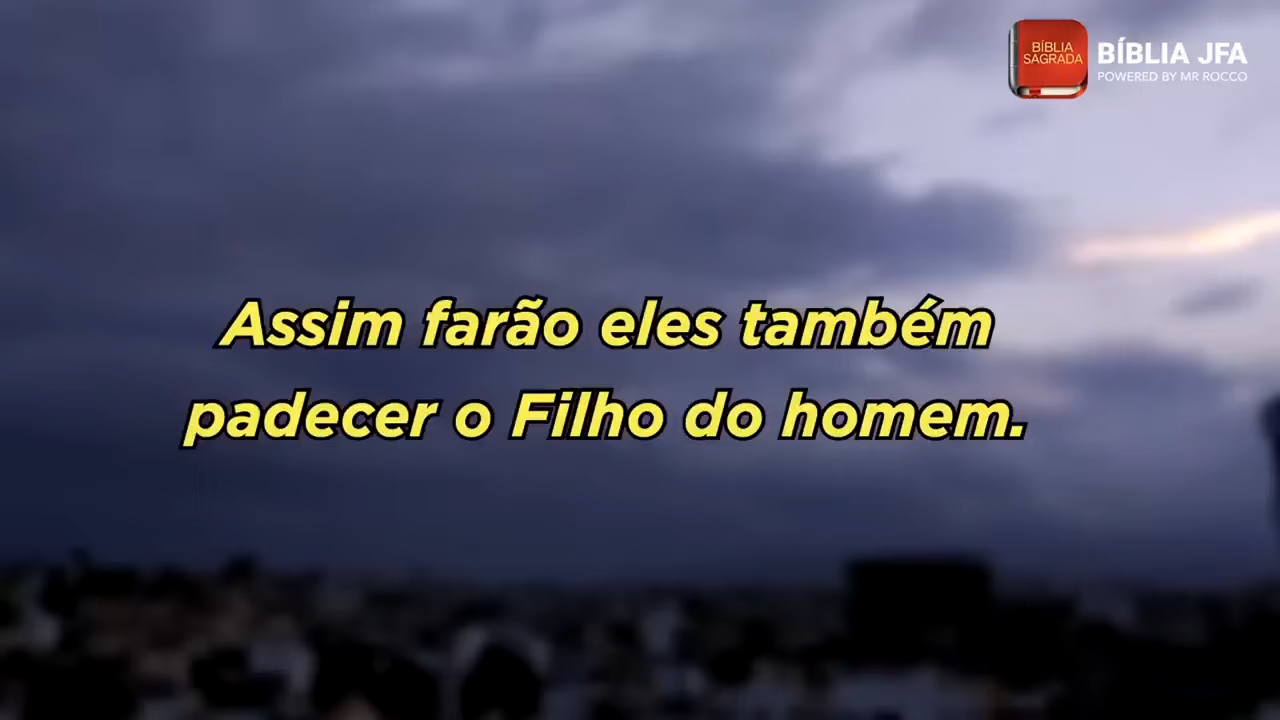 BÍBLIA
SAGRADA
BÍBLIA JFA
POWERED BY MR ROCCO
Assim farão eles também
padecer o Filho do homem.